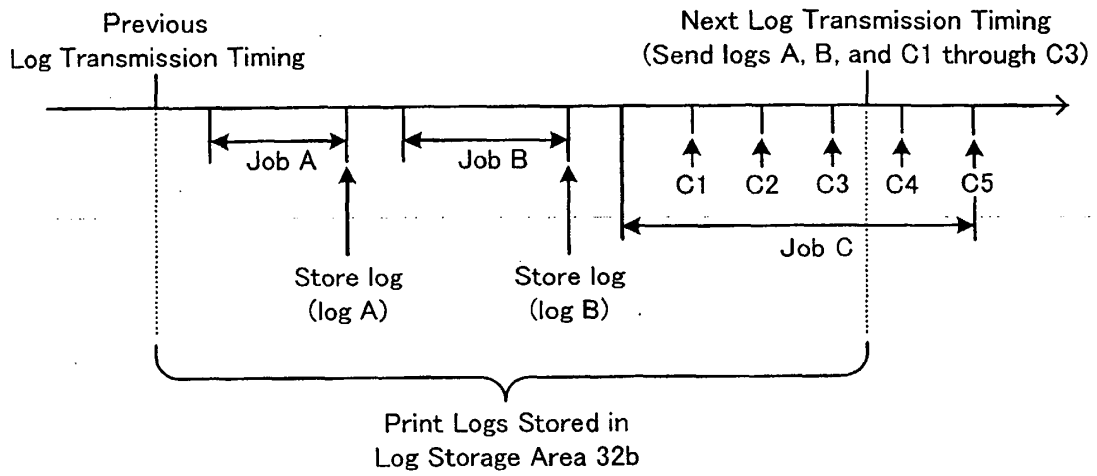 Previous
Log Transmission Timing
Next Log Transmission Timing
(Send logs A, B, and C1 through C3)
Job A
Job B
C1
C2
C3
C4
C5
Job C
Store log
(log A)
Store log
(log B)
Print Logs Stored in
Log Storage Area 32b